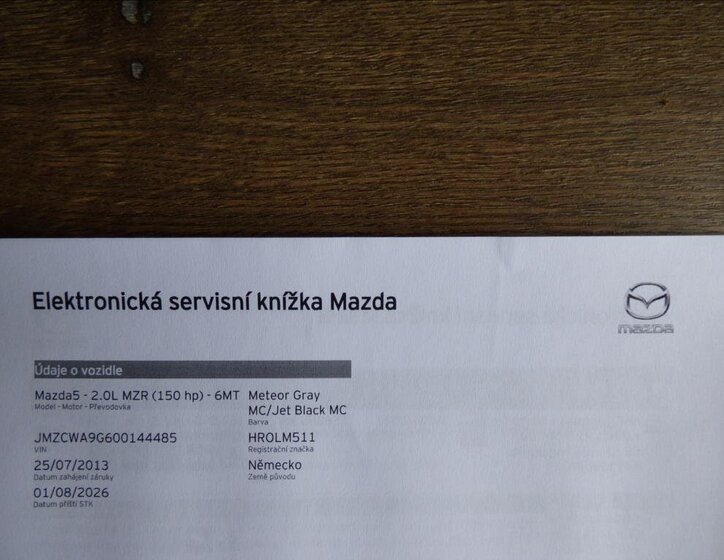 Elektronická servisní knížka Mazda
mazda
Údaje o vozidle
Mazda5 - 2.0L MZR (150 hp) - 6MT
Model - Motor - Převodovka
Meteor Gray
MC/Jet Black MC
Barva
JMZCWA9G600144485
VIN
HROLM511
Registrační značka
25/07/2013
Datum zahájení záruky
Německo
Země původu
01/08/2026
Datum příští STK